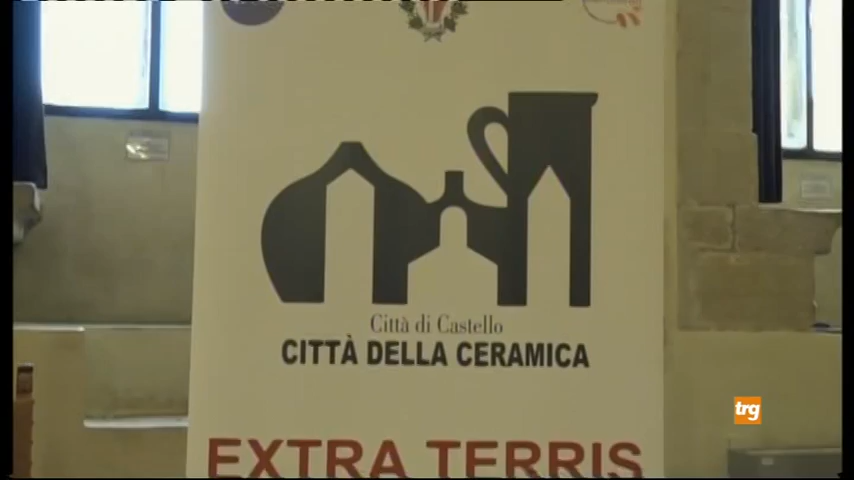 Città di Castello
CITTÀ DELLA CERAMICA
trg
EXTRA TERRIS